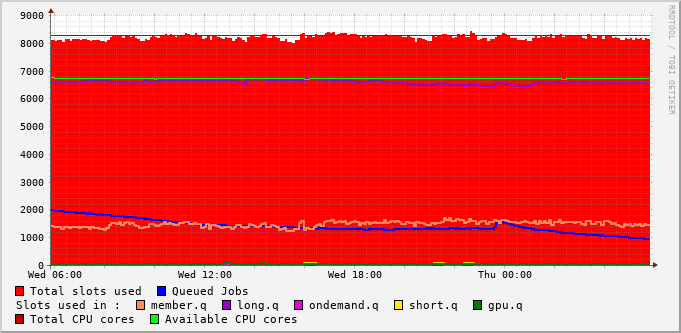 9000
8000
7000
6000
5000
4000
3000
2000
1000
0
Wed 06:00 Wed 12:00 Wed 18:00 Thu 00:00
RRDTOOL / TOBI OETIKER
Total slots used Queued Jobs
Slots used in : member.q long.q ondemand.q short.q gpu.q
Total CPU cores Available CPU cores